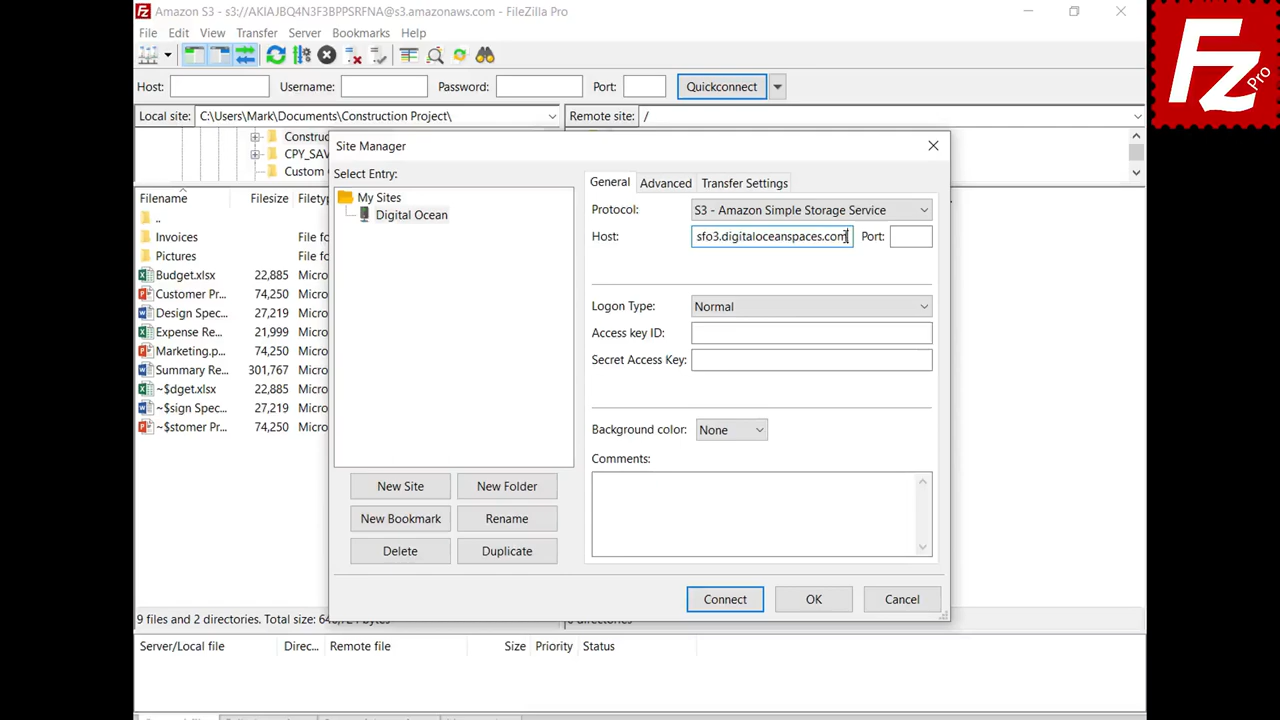 Amazon S3 - s3://AKIAJBQ4N3F3BPPSRFNA@s3.amazonaws.com - FileZilla Pro
File Edit View Transfer Server Bookmarks Help
Host: Username: Password: Port: Quickconnect
Local site: C:\Users\Mark\Documents\Construction Project\ Remote site: /
Construc
CPY_SAV
Custom
Filename Filesize Filetyp
..
Invoices File fo
Pictures File fo
Budget.xlsx 22,885 Micro
Customer Pr... 74,250 Micro
Design Spec... 27,219 Micro
Expense Re... 21,999 Micro
Marketing.p... 74,250 Micro
Summary Re... 301,767 Micro
~$dget.xlsx 22,885 Micro
~$sign Spec... 27,219 Micro
~$stomer Pr... 74,250 Micro
9 files and 2 directories. Total size:
Site Manager
Select Entry:
My Sites
Digital Ocean
New Site New Folder
New Bookmark Rename
Delete Duplicate
General Advanced Transfer Settings
Protocol: S3 - Amazon Simple Storage Service
Host: sfo3.digitaloceanspaces.com Port:
Logon Type: Normal
Access key ID:
Secret Access Key:
Background color: None
Comments:
Connect OK Cancel
Server/Local file Direc... Remote file Size Priority Status
Fz Pro